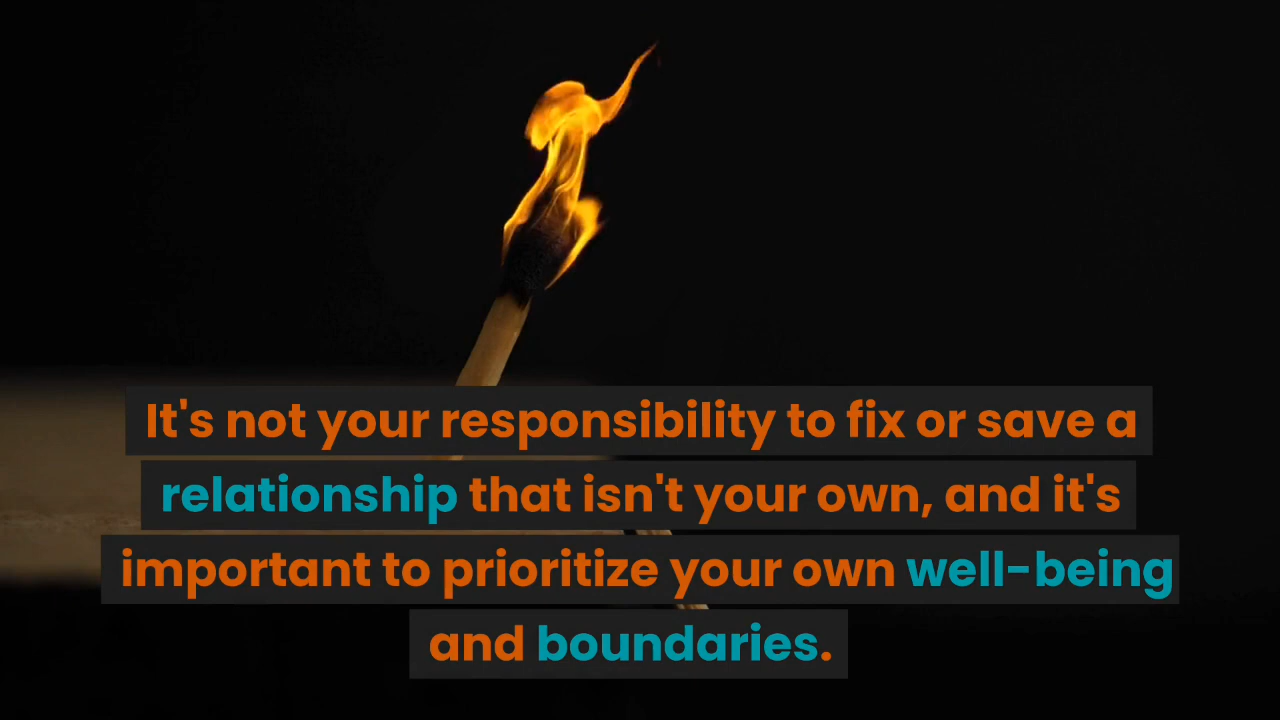 It's not your responsibility to fix or save a
relationship that isn't your own, and it's
important to prioritize your own well-being
and boundaries.